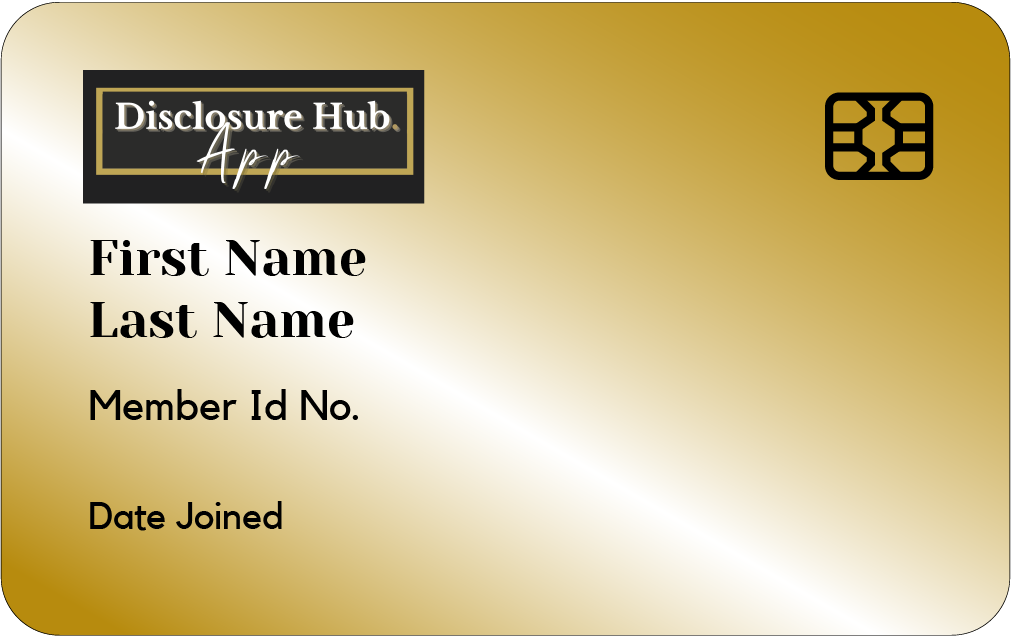 Disclosure Hub.
App
First Name
Last Name
Member Id No.
Date Joined